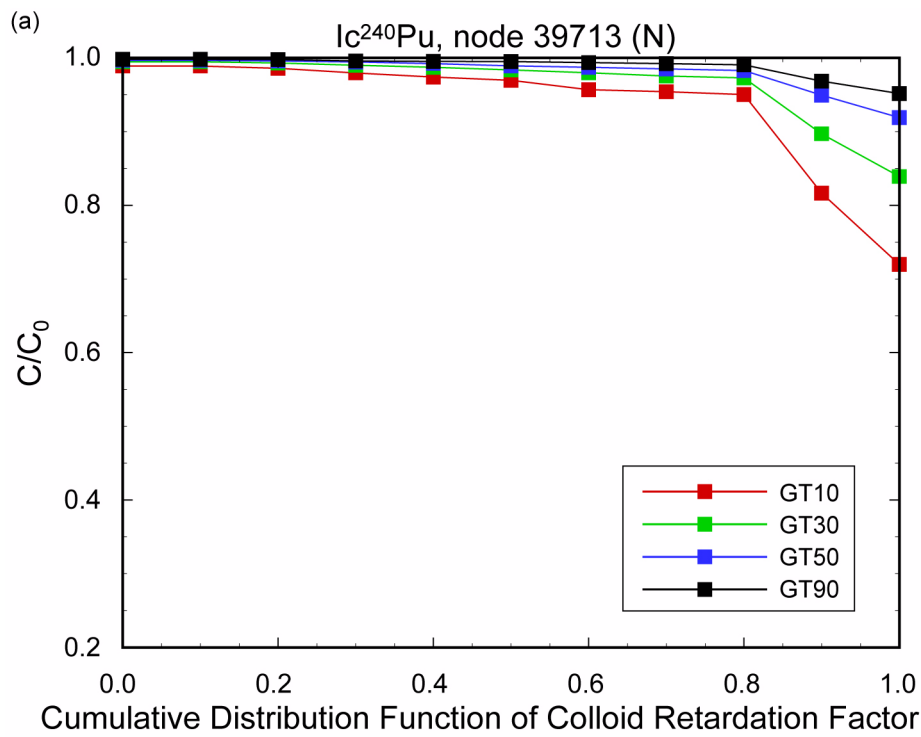 (a)
Ic²⁴⁰Pu, node 39713 (N)
1.0
0.8
0.6
0.4
0.2
C/C₀
GT10
GT30
GT50
GT90
0.0 0.2 0.4 0.6 0.8 1.0
Cumulative Distribution Function of Colloid Retardation Factor